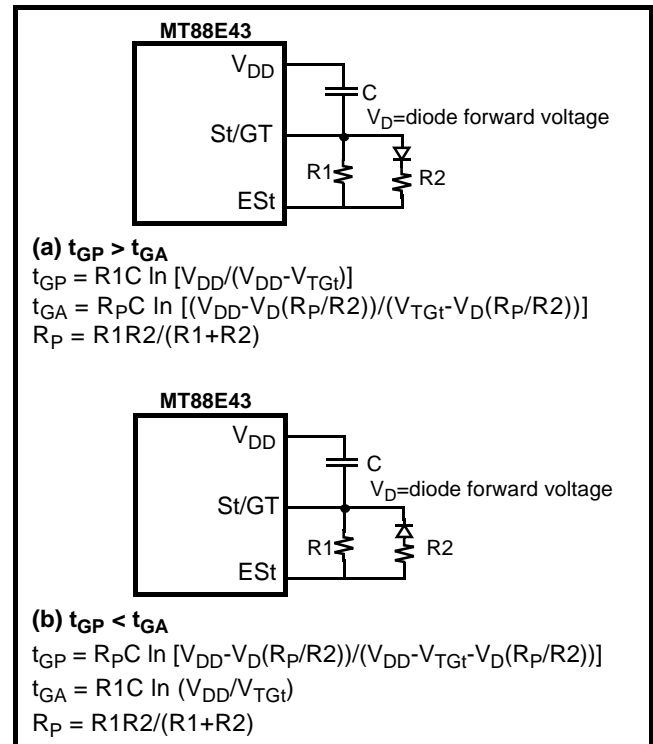 MT88E43
VDD
C
VD=diode forward voltage
St/GT
R1
R2
ESt
(a) tGP > tGA
tGP = R1C ln [VDD/(VDD-VTGt)]
tGA = RPC ln [(VDD-VD(RP/R2))/(VTGt-VD(RP/R2))]
RP = R1R2/(R1+R2)
MT88E43
VDD
C
VD=diode forward voltage
St/GT
R1
R2
ESt
(b) tGP < tGA
tGP = RPC ln [VDD-VD(RP/R2))/(VDD-VTGt-VD(RP/R2))]
tGA = R1C ln (VDD/VTGt)
RP = R1R2/(R1+R2)